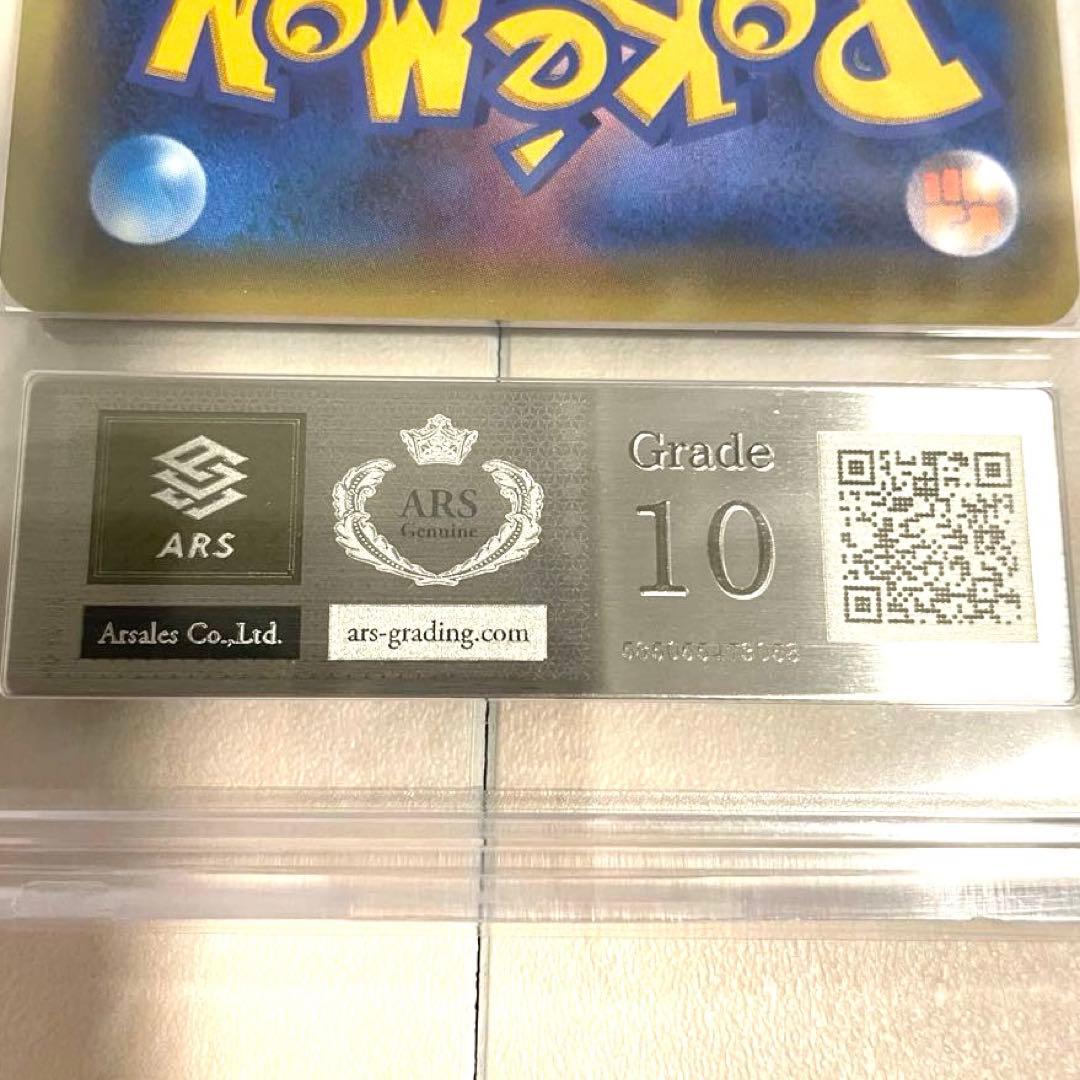 Pokémon
ARS
Arsales Co.,Ltd.
ARS
Genuine
ars-grading.com
Grade
10